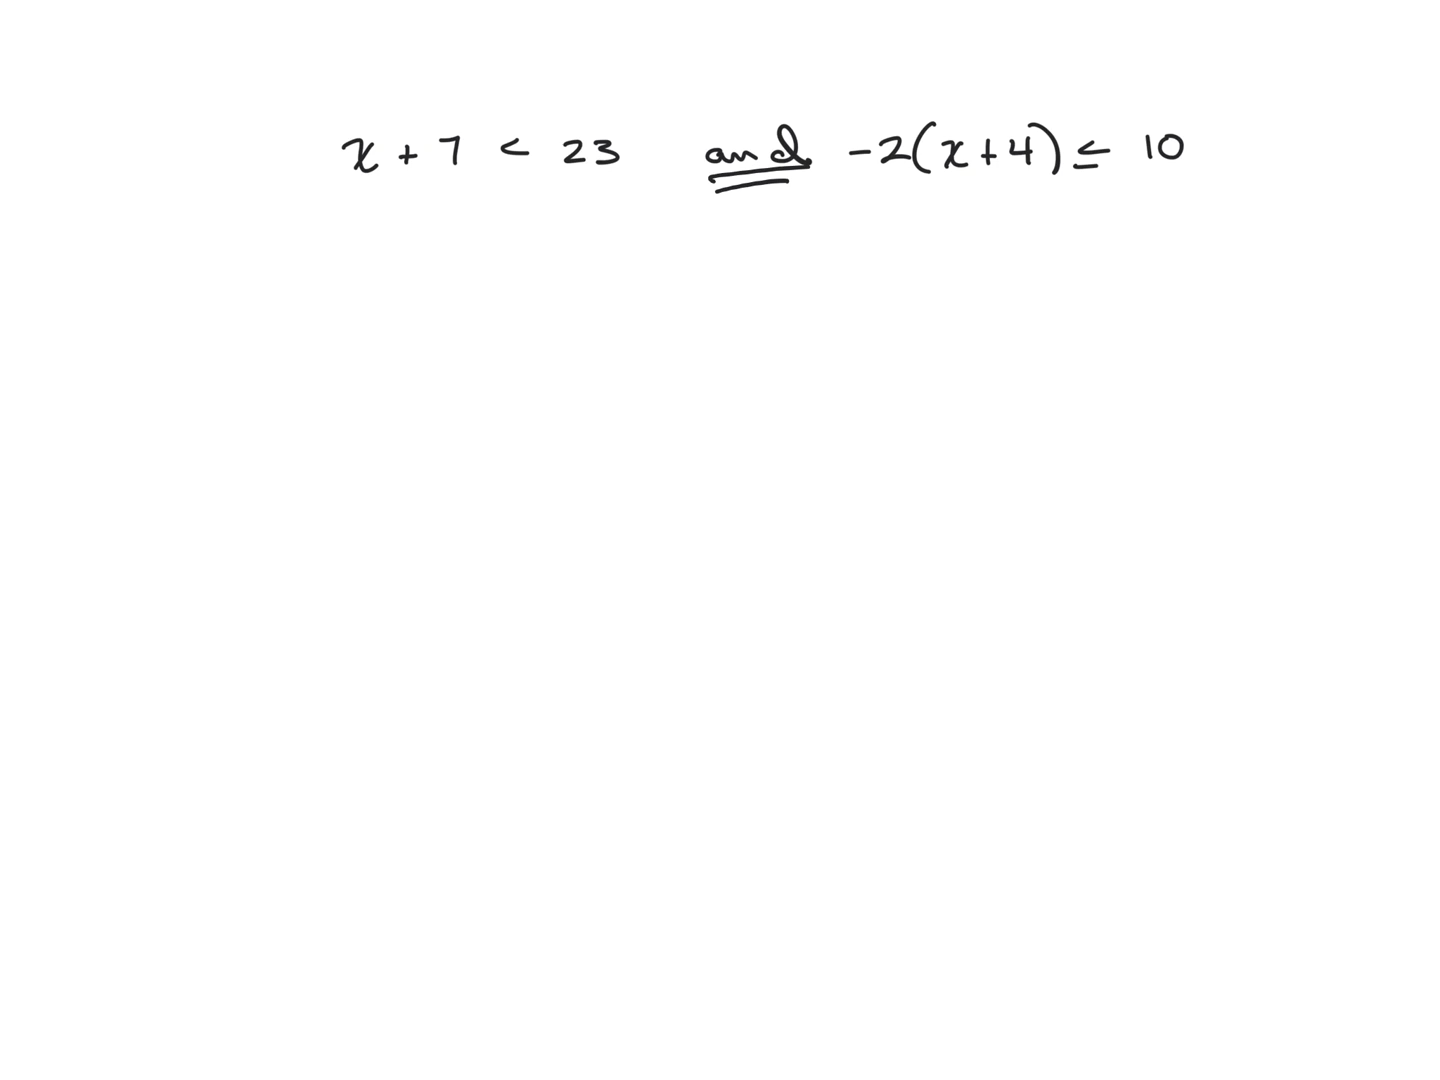 x + 7 < 23 and -2(x+4) ≤ 10